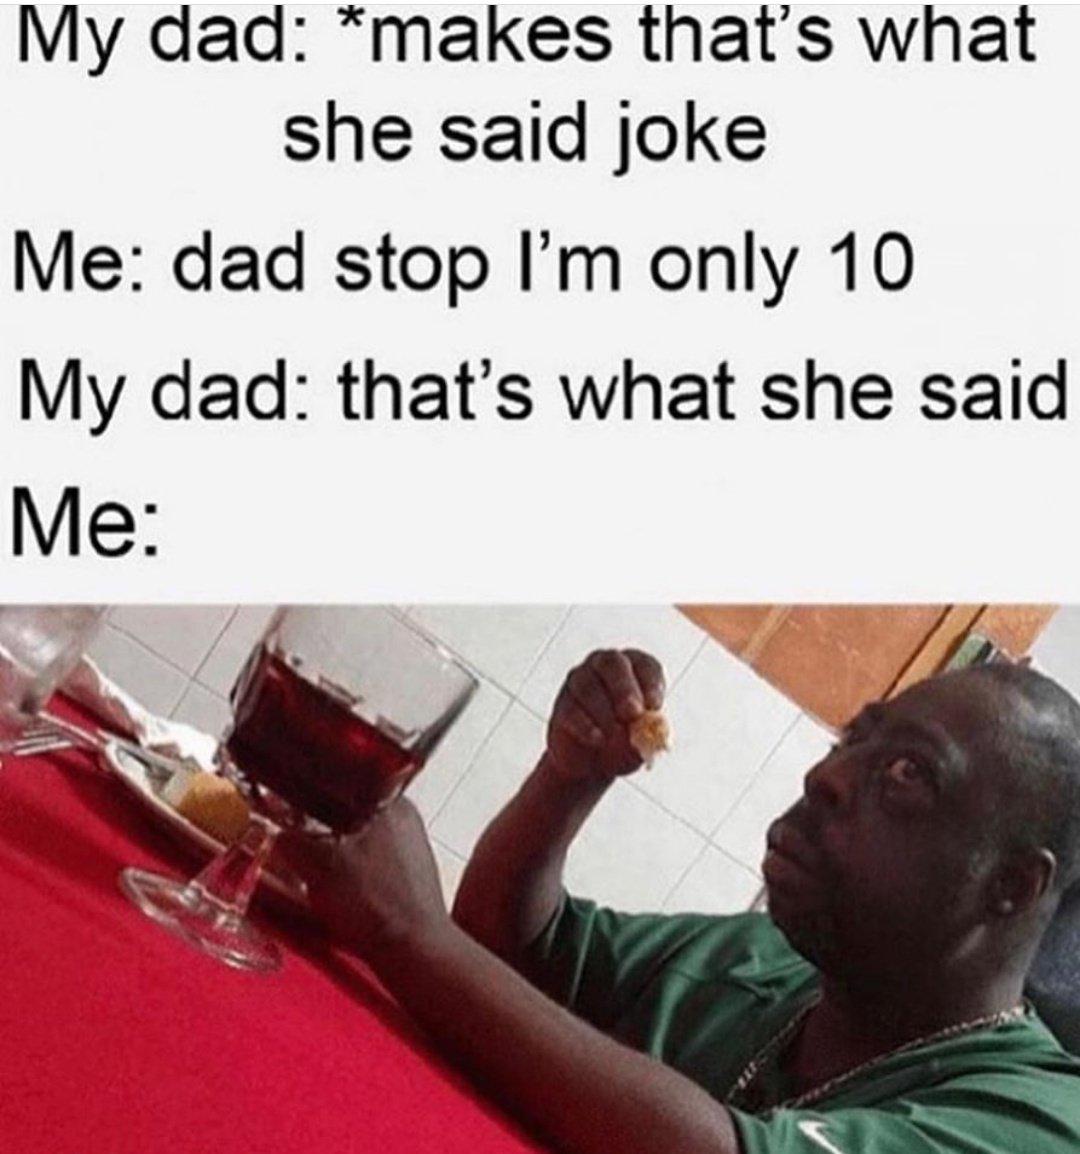 My dad: *makes that's what
she said joke
Me: dad stop I'm only 10
My dad: that's what she said
Me: